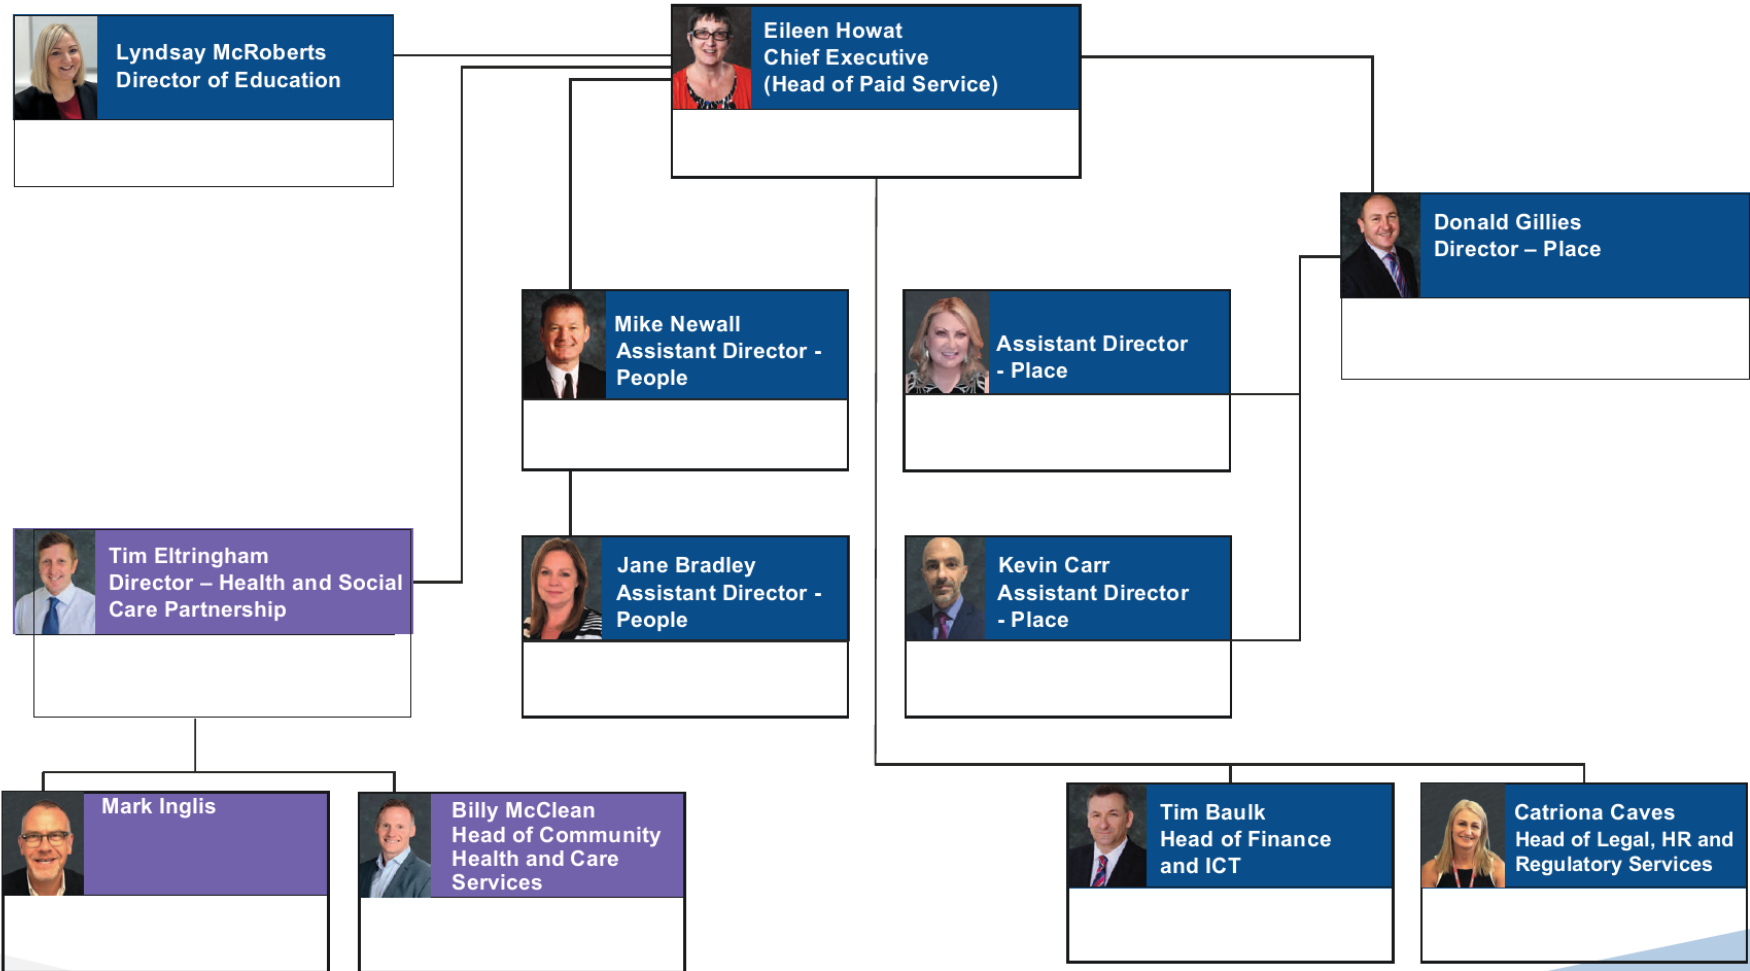 Lyndsay McRoberts
Director of Education
Eileen Howat
Chief Executive
(Head of Paid Service)
Donald Gillies
Director – Place
Mike Newall
Assistant Director -
People
Assistant Director
- Place
Tim Eltringham
Director – Health and Social
Care Partnership
Jane Bradley
Assistant Director -
People
Kevin Carr
Assistant Director
- Place
Mark Inglis
Billy McClean
Head of Community
Health and Care
Services
Tim Baulk
Head of Finance
and ICT
Catriona Caves
Head of Legal, HR and
Regulatory Services